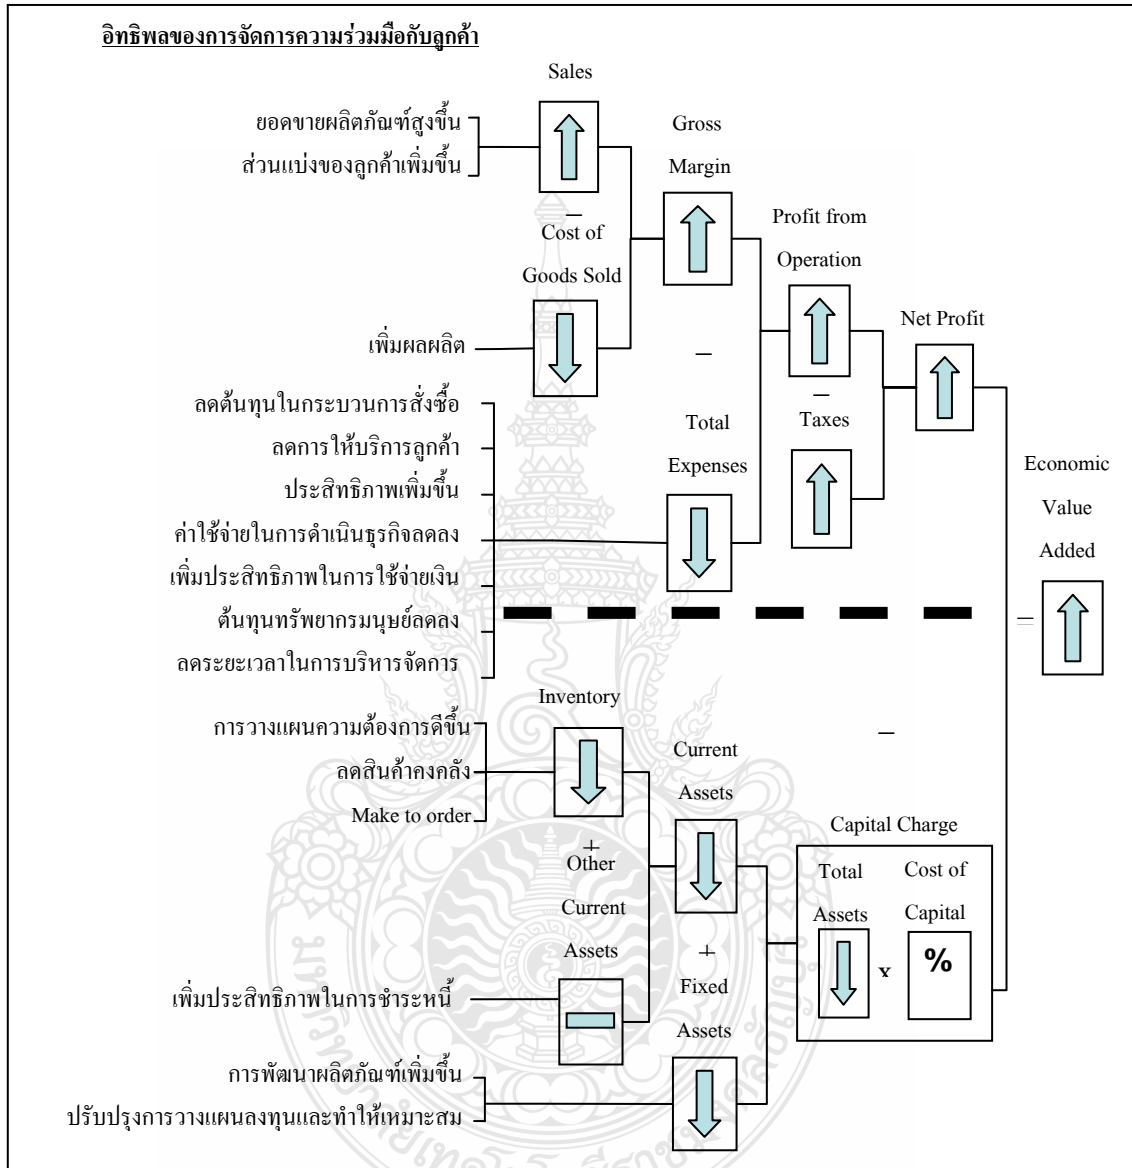 อิทธิพลของการจัดการความร่วมมือกับลูกค้า
Sales
ยอดขายผลิตภัณฑ์สูงขึ้น
ส่วนแบ่งของลูกค้าเพิ่มขึ้น
Gross
Margin
–
Cost of
Goods Sold
Profit from
Operation
Net Profit
เพิ่มผลผลิต
–
ลดต้นทุนในกระบวนการสั่งซื้อ
ลดการให้บริการลูกค้า
ประสิทธิภาพเพิ่มขึ้น
ค่าใช้จ่ายในการดำเนินธุรกิจลดลง
เพิ่มประสิทธิภาพในการใช้จ่ายเงิน
ต้นทุนทรัพยากรมนุษย์ลดลง
ลดระยะเวลาในการบริหารจัดการ
Total
Expenses
–
Taxes
Economic
Value
Added
=
–
Inventory
การวางแผนความต้องการดีขึ้น
ลดสินค้าคงคลัง
Make to order
Current
Assets
+
Other
Current
Assets
เพิ่มประสิทธิภาพในการชำระหนี้
+
Fixed
Assets
การพัฒนาผลิตภัณฑ์เพิ่มขึ้น
ปรับปรุงการวางแผนลงทุนและทำให้เหมาะสม
Capital Charge
Total
Assets
x
Cost of
Capital
%